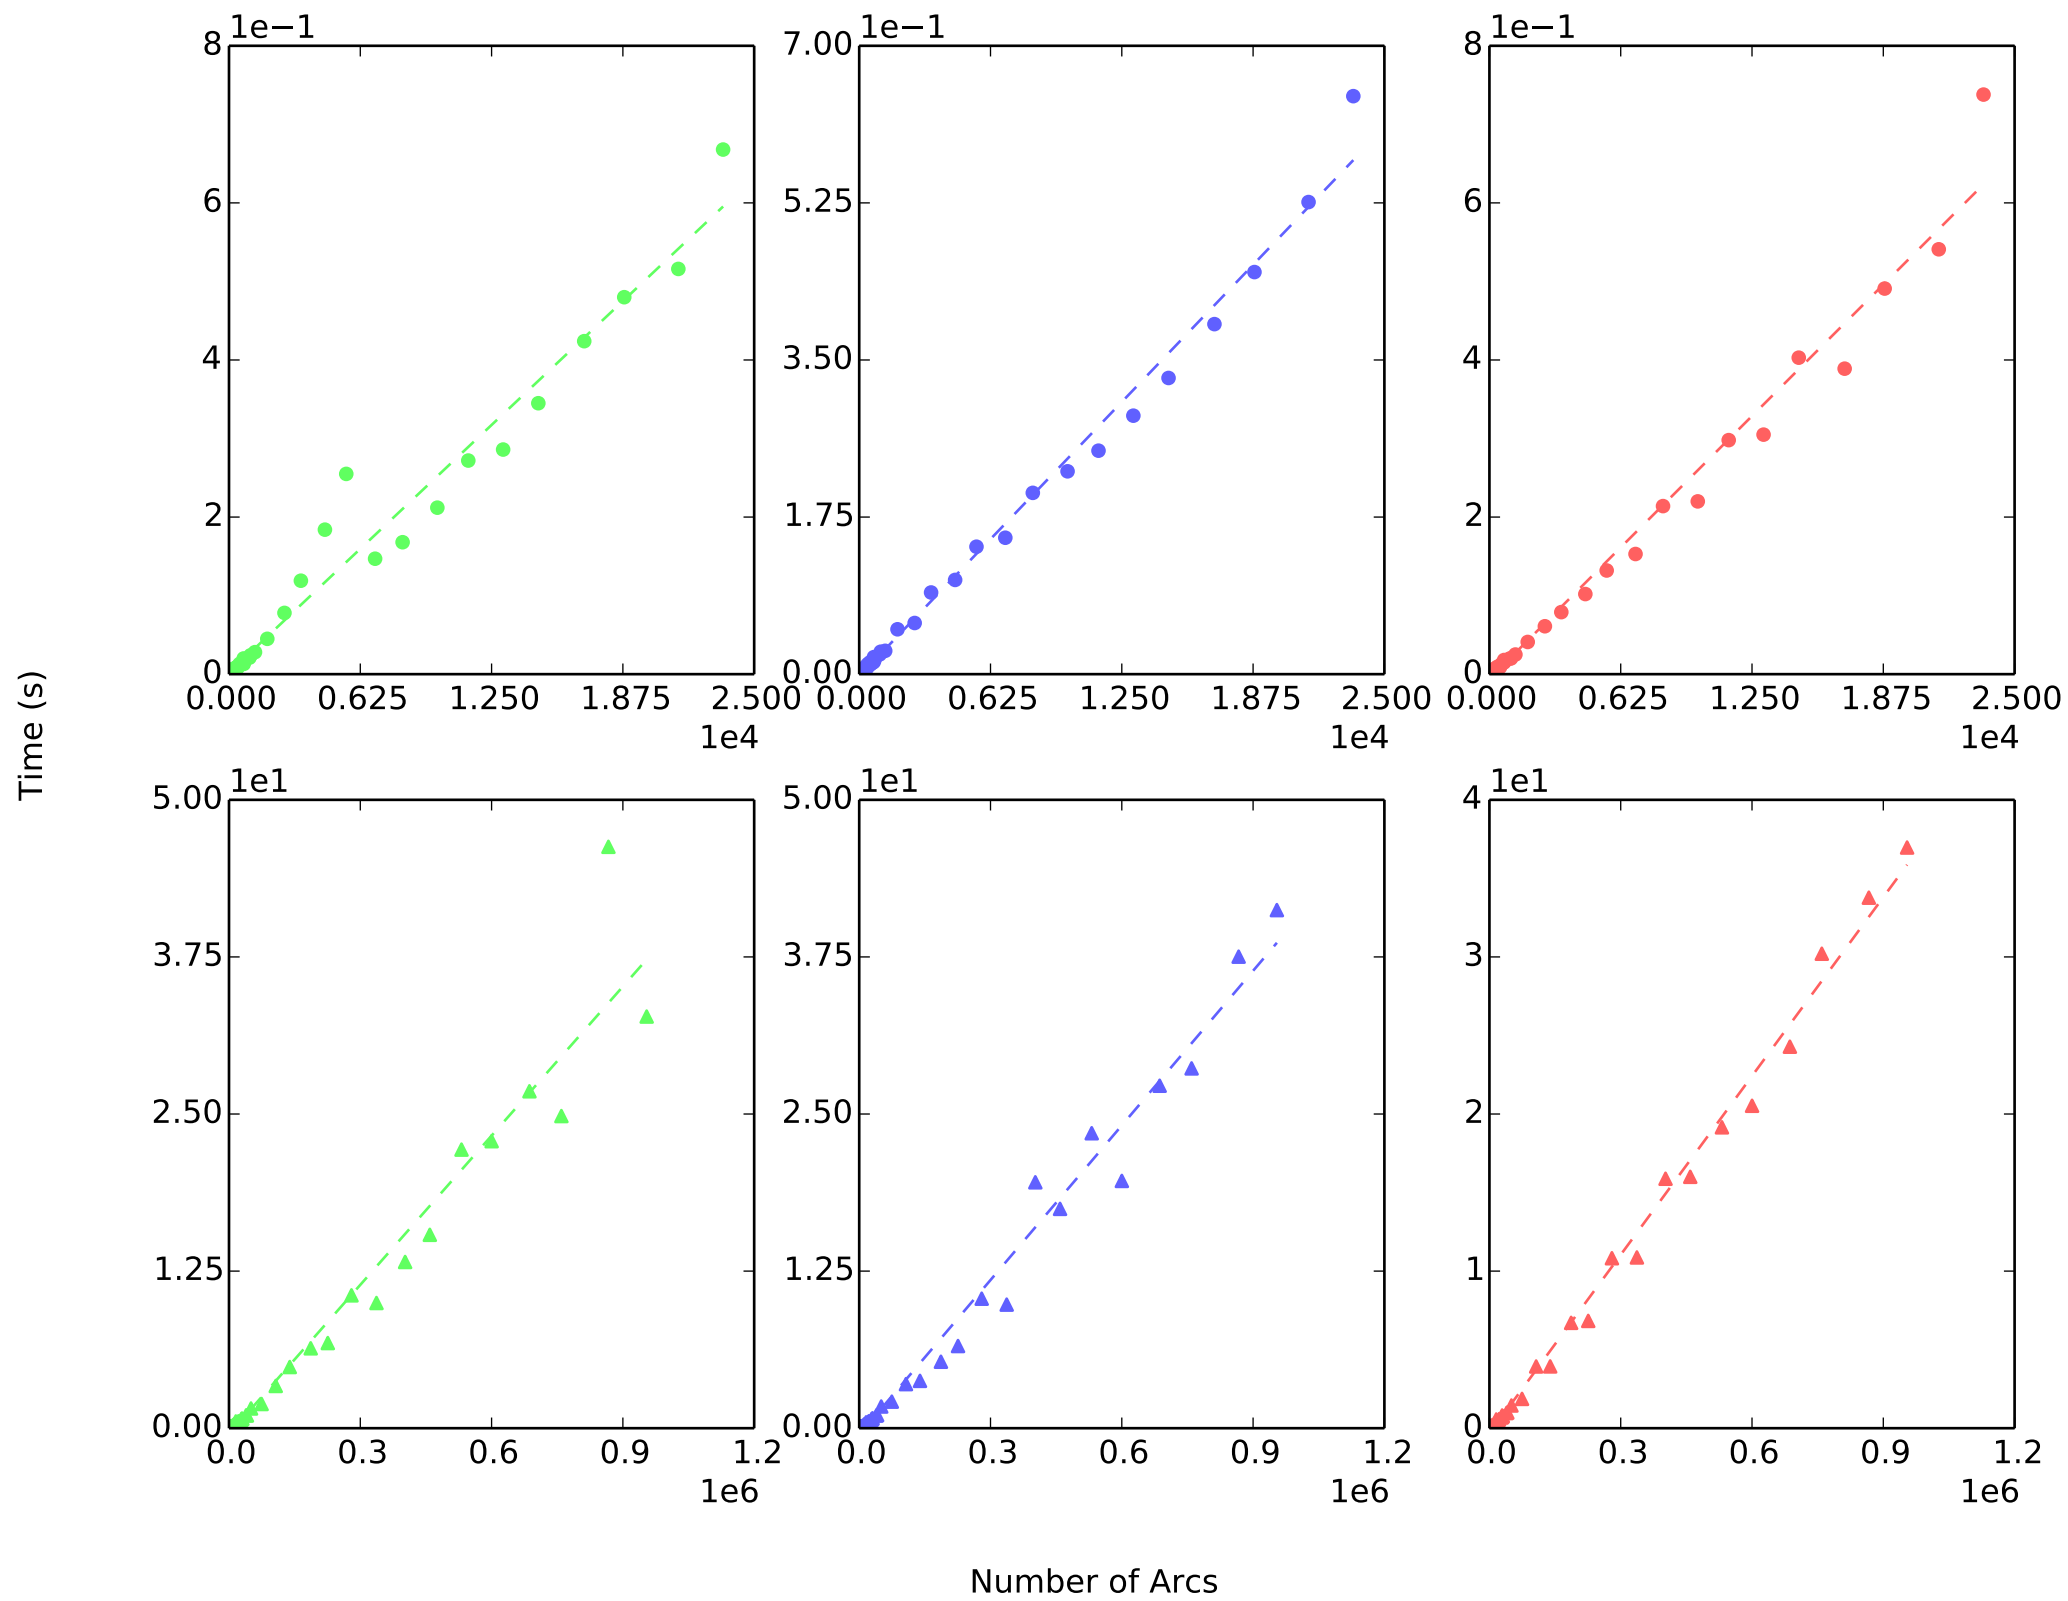 1e−1 1e−1 1e−1
8 7.00 8
6 5.25 6
4 3.50 4
2 1.75 2
0 0.00 0
0.000 0.625 1.250 1.875 2.500 0.000 0.625 1.250 1.875 2.500 0.000 0.625 1.250 1.875 2.500
1e4 1e4 1e4
Time (s)
1e1 1e1 1e1
5.00 5.00 4
3.75 3.75 3
2.50 2.50 2
1.25 1.25 1
0.00 0.00 0
0.0 0.3 0.6 0.9 1.2 0.0 0.3 0.6 0.9 1.2 0.0 0.3 0.6 0.9 1.2
1e6 1e6 1e6
Number of Arcs